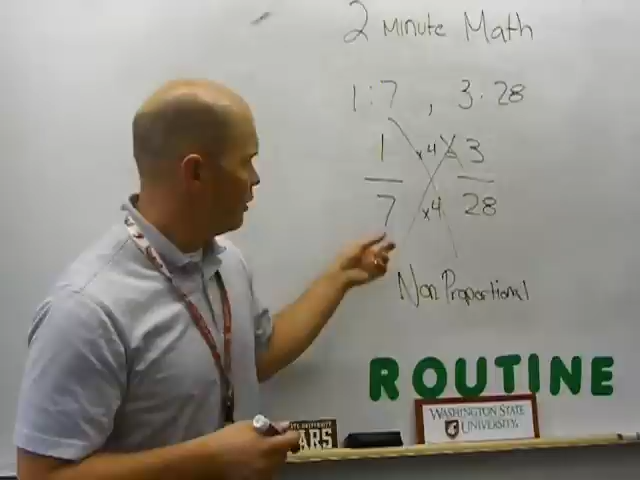 2 Minute Math
1:7 , 3:28
1 x4 3
7 x4 28
Non Proportional
ROUTINE
WASHINGTON STATE
UNIVERSITY